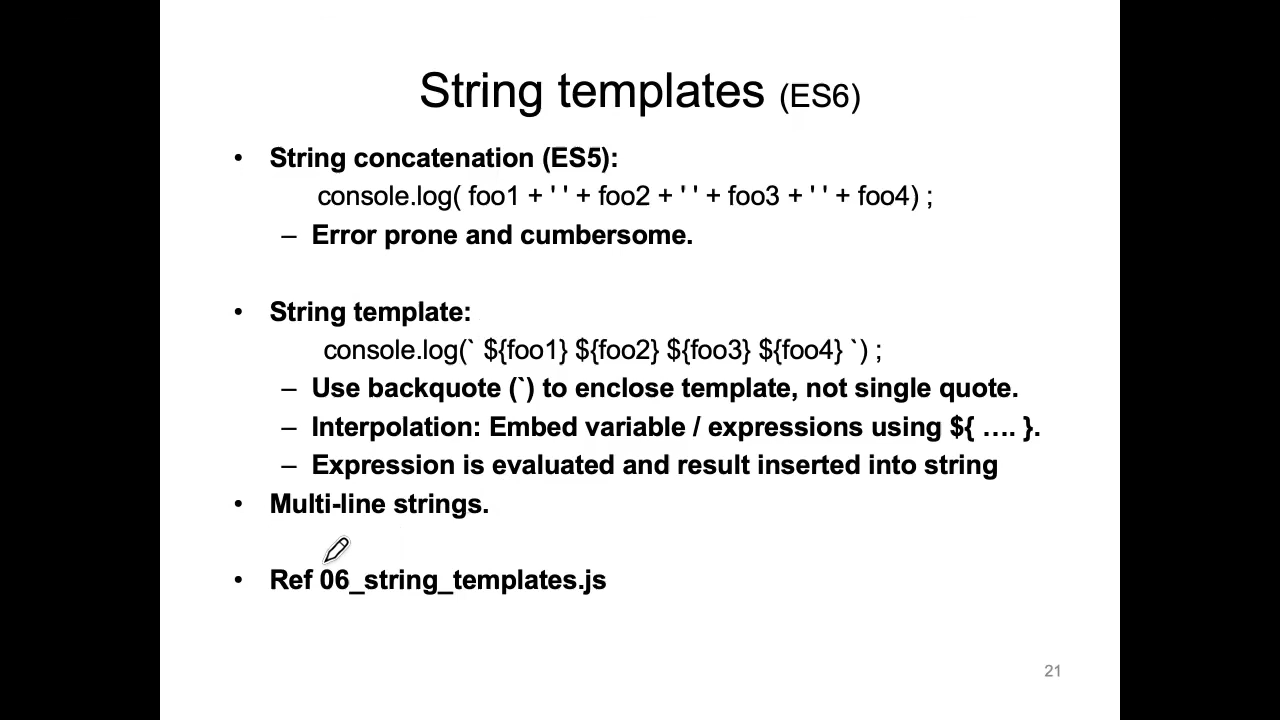 String templates (ES6)
• String concatenation (ES5):
console.log( foo1 + ' ' + foo2 + ' ' + foo3 + ' ' + foo4) ;
– Error prone and cumbersome.
• String template:
console.log(` ${foo1} ${foo2} ${foo3} ${foo4} `) ;
– Use backquote (`) to enclose template, not single quote.
– Interpolation: Embed variable / expressions using ${ …. }.
– Expression is evaluated and result inserted into string
• Multi-line strings.
• Ref 06_string_templates.js
21